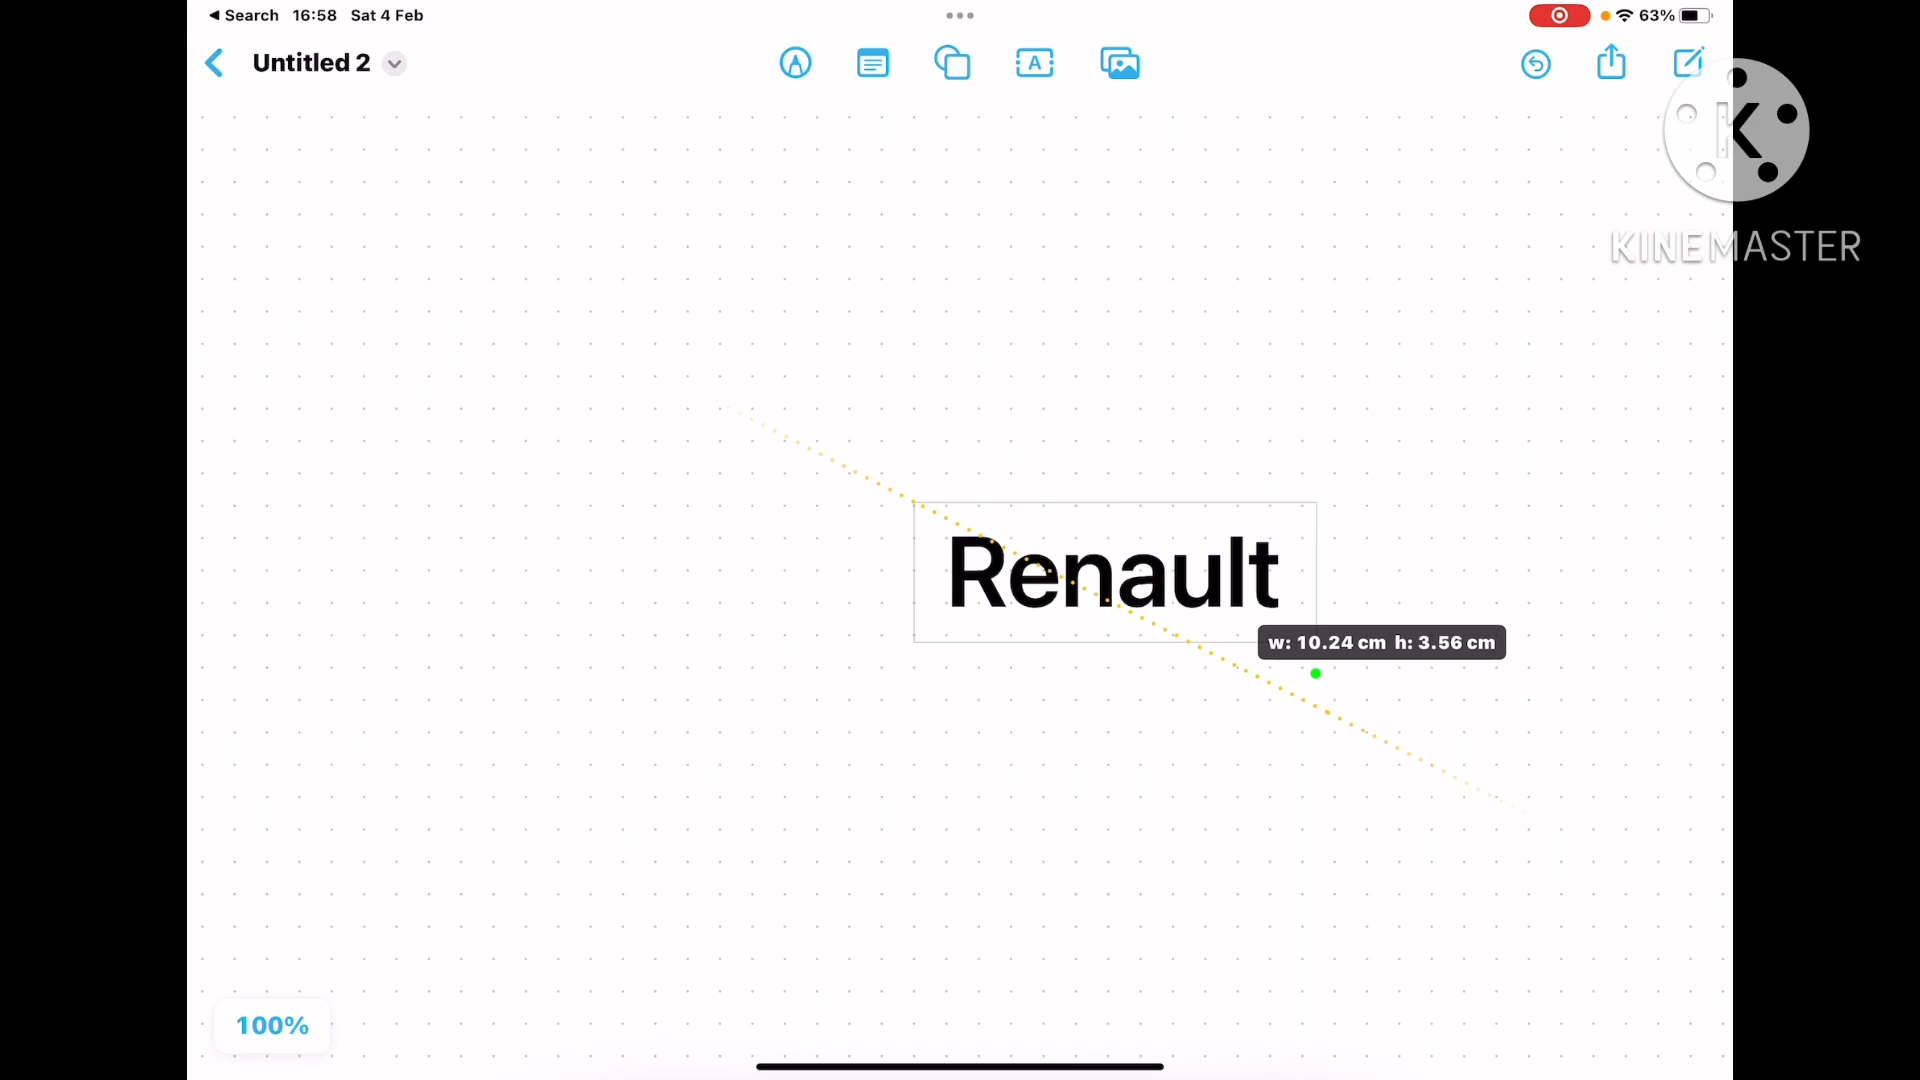 ◀ Search 16:58 Sat 4 Feb
63%
Untitled 2
A
K
KINEMASTER
Renault
w: 10.24 cm h: 3.56 cm
100%